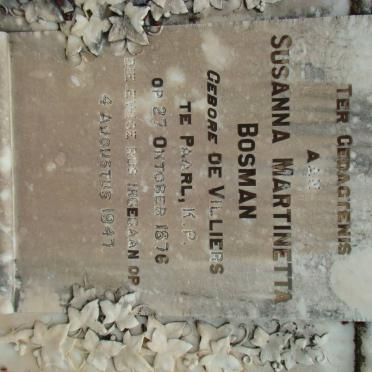 TER GEDAGTENIS
AAN
SUSANNA MARTINETTA
BOSMAN
GEBORE DE VILLIERS
TE PAARL, K.P.
OP 27 OKTOBER 1876
RUS INGEGAAN OP
4 AUGUSTUS 1947